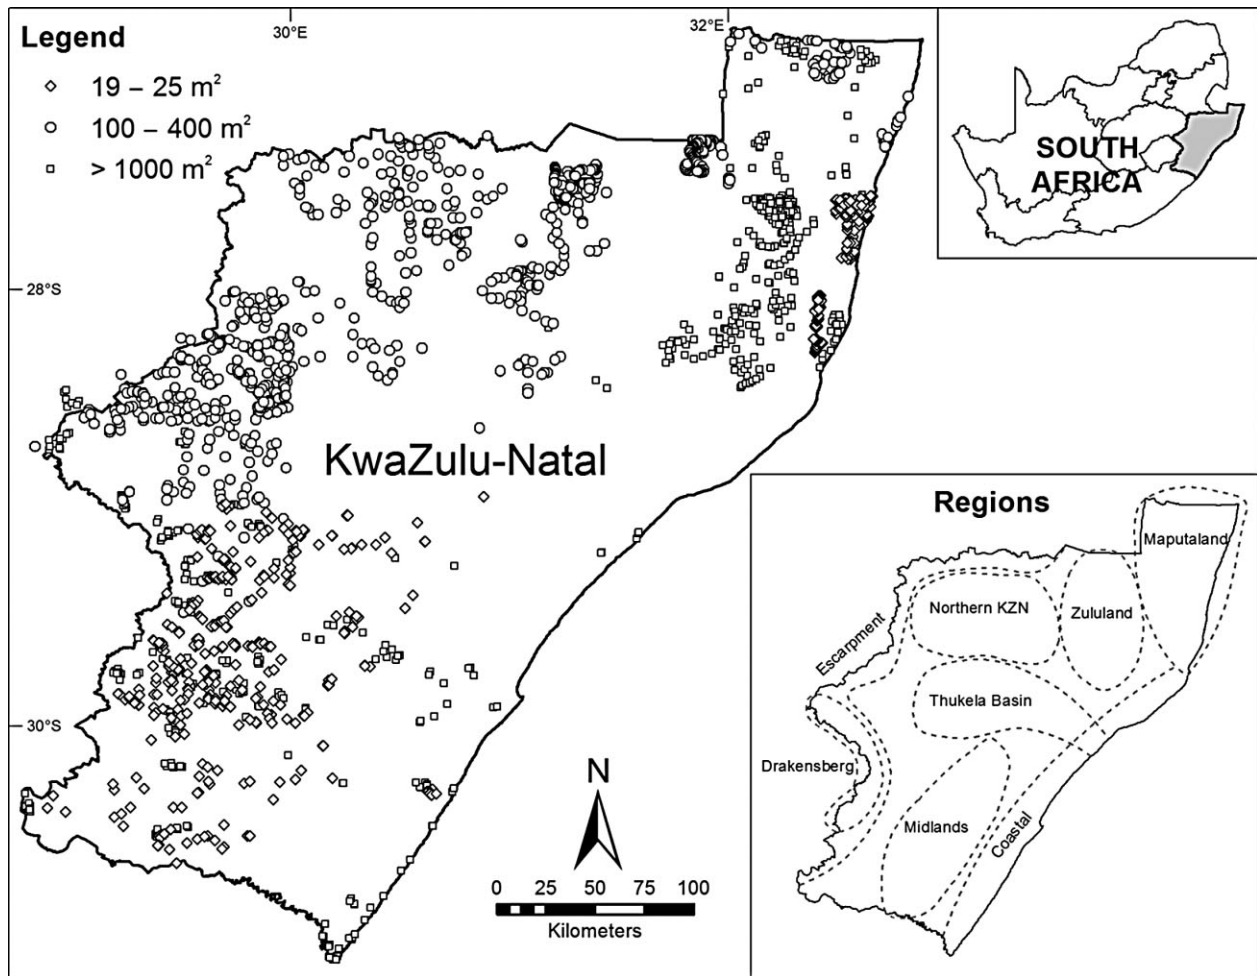 Legend
19 – 25 m²
100 – 400 m²
> 1000 m²
30°E
32°E
28°S
30°S
KwaZulu-Natal
N
0 25 50 75 100
Kilometers
SOUTH
AFRICA
Regions
Maputaland
Northern KZN
Zululand
Escarpment
Thukela Basin
Drakensberg
Midlands
Coastal